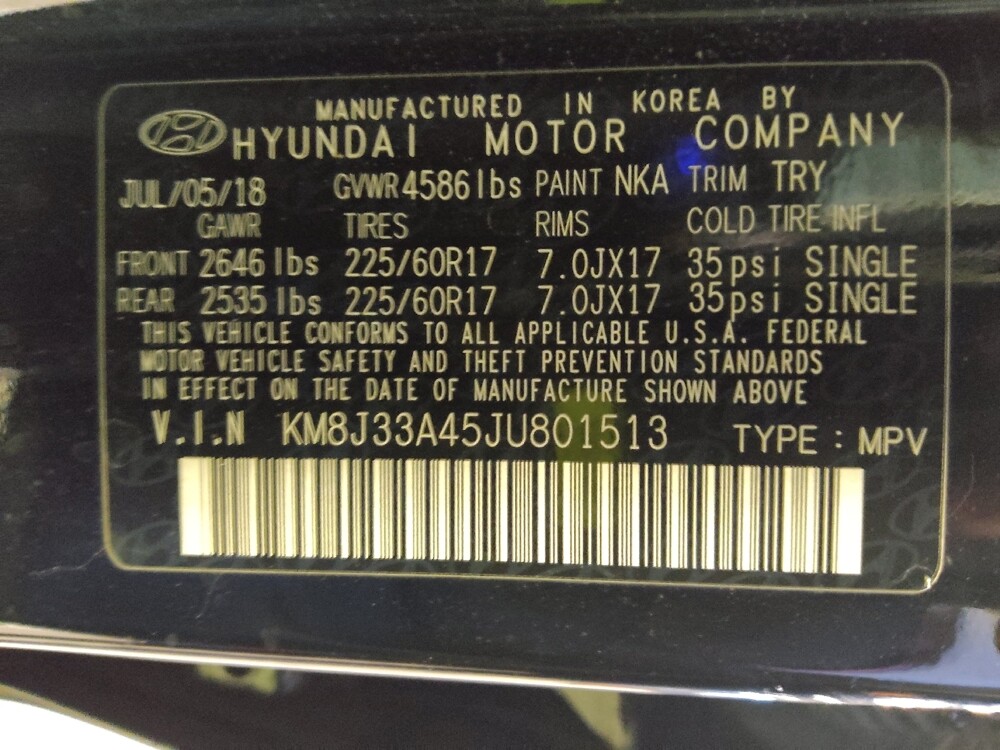 MANUFACTURED IN KOREA BY
HYUNDAI MOTOR COMPANY
JUL/05/18 GVWR 4586 lbs PAINT NKA TRIM TRY
GAWR TIRES RIMS COLD TIRE INFL
FRONT 2646 lbs 225/60R17 7.0JX17 35psi SINGLE
REAR 2535 lbs 225/60R17 7.0JX17 35psi SINGLE
THIS VEHICLE CONFORMS TO ALL APPLICABLE U.S.A. FEDERAL
MOTOR VEHICLE SAFETY AND THEFT PREVENTION STANDARDS
IN EFFECT ON THE DATE OF MANUFACTURE SHOWN ABOVE
V.I.N KM8J33A45JU801513 TYPE : MPV